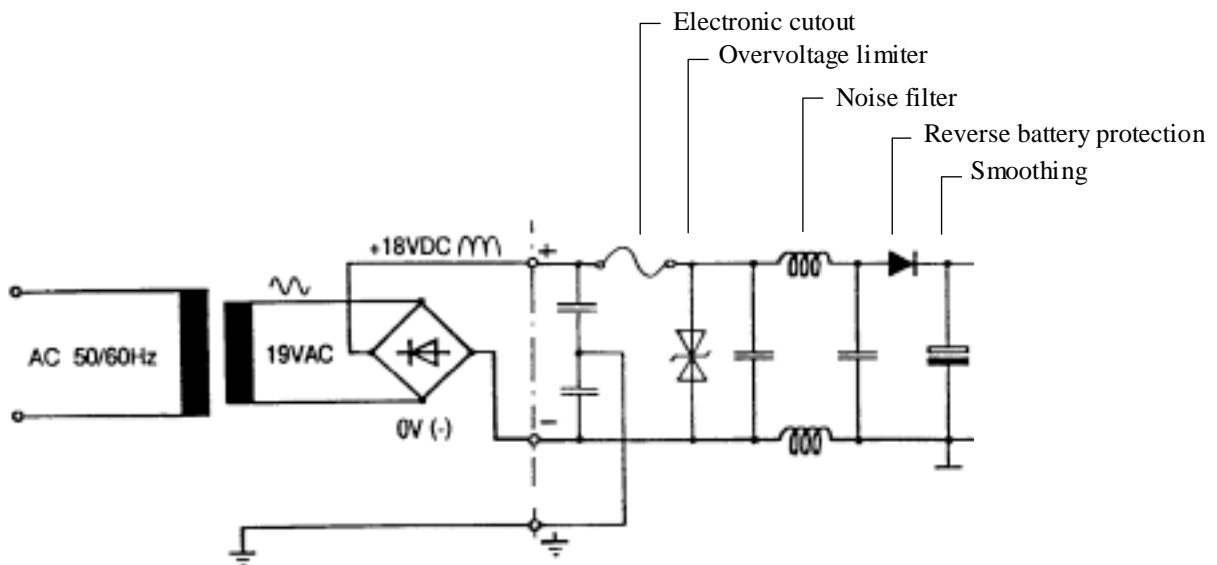 Electronic cutout
Overvoltage limiter
Noise filter
Reverse battery protection
Smoothing
+18VDC
+
AC 50/60Hz
19VAC
0V (-)
−